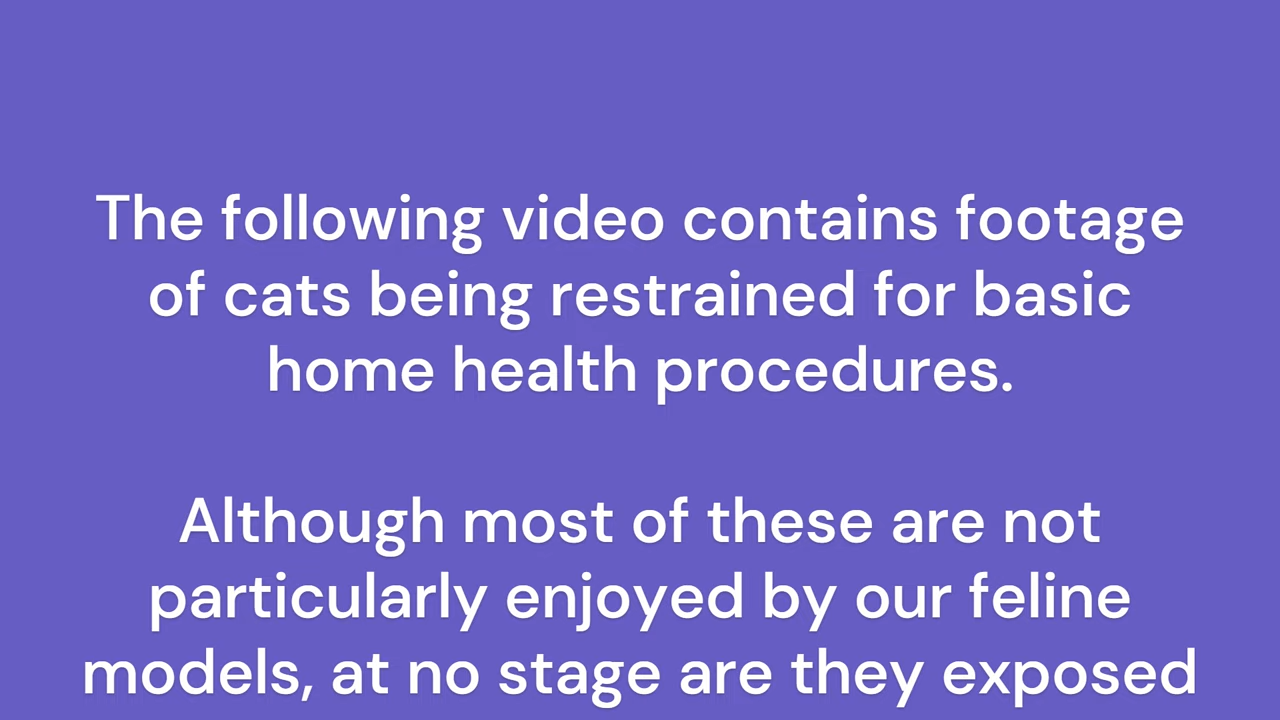 The following video contains footage
of cats being restrained for basic
home health procedures.
Although most of these are not
particularly enjoyed by our feline
models, at no stage are they exposed